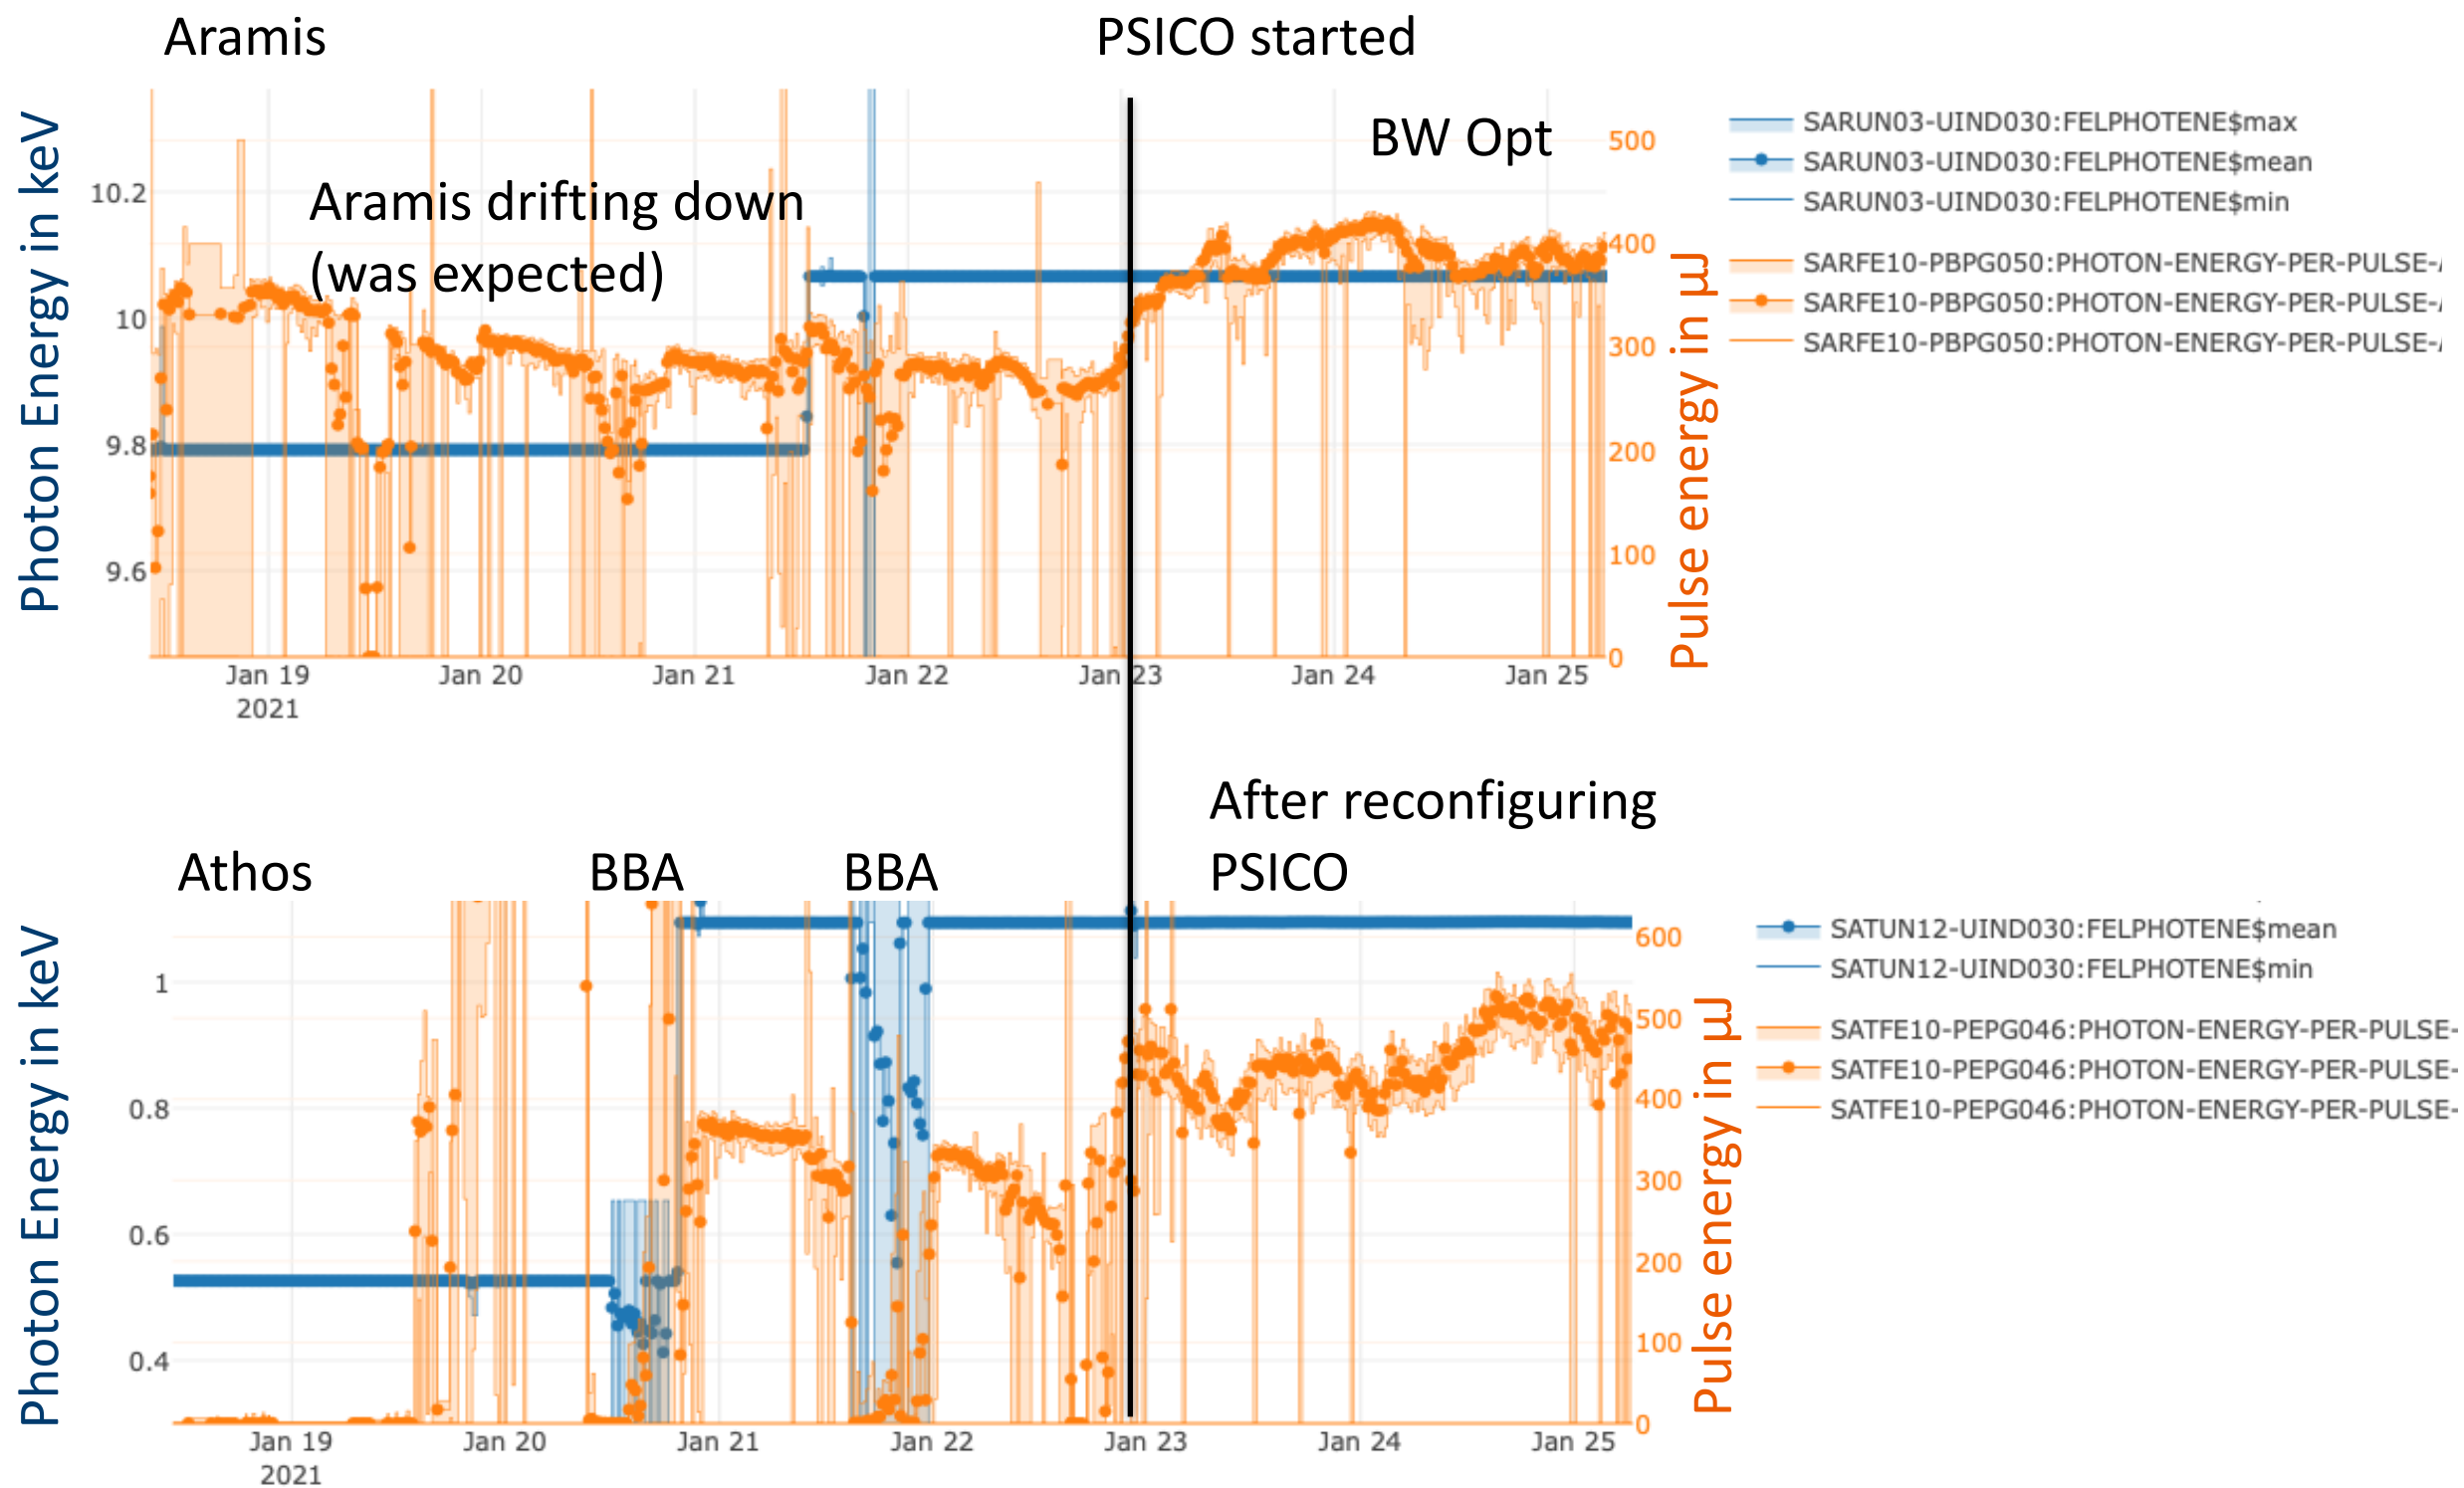 Aramis
PSICO started
BW Opt
Aramis drifting down
(was expected)
Photon Energy in keV
10.2
10
9.8
9.6
500
400
300
200
100
0
Pulse energy in µJ
Jan 19
2021
Jan 20
Jan 21
Jan 22
Jan 23
Jan 24
Jan 25
SARUN03-UIND030:FELPHOTENE$max
SARUN03-UIND030:FELPHOTENE$mean
SARUN03-UIND030:FELPHOTENE$min
SARFE10-PBPG050:PHOTON-ENERGY-PER-PULSE-
SARFE10-PBPG050:PHOTON-ENERGY-PER-PULSE-
SARFE10-PBPG050:PHOTON-ENERGY-PER-PULSE-
After reconfiguring
PSICO
Athos
BBA
BBA
Photon Energy in keV
1
0.8
0.6
0.4
600
500
400
300
200
100
0
Pulse energy in µJ
Jan 19
2021
Jan 20
Jan 21
Jan 22
Jan 23
Jan 24
Jan 25
SATUN12-UIND030:FELPHOTENE$mean
SATUN12-UIND030:FELPHOTENE$min
SATFE10-PEPG046:PHOTON-ENERGY-PER-PULSE-
SATFE10-PEPG046:PHOTON-ENERGY-PER-PULSE-
SATFE10-PEPG046:PHOTON-ENERGY-PER-PULSE-